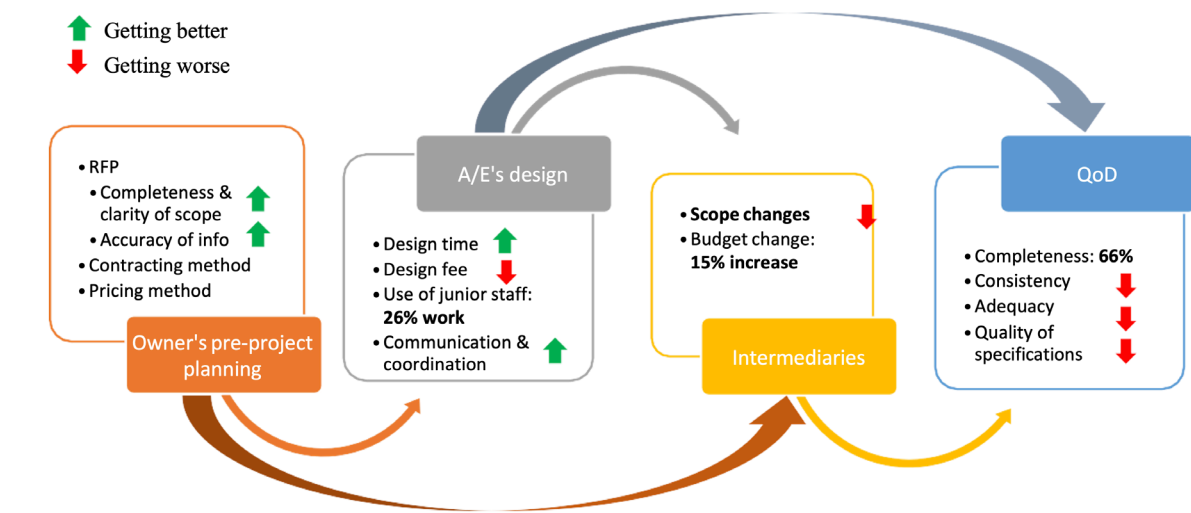 Getting better
Getting worse
• RFP
• Completeness &
clarity of scope
• Accuracy of info
• Contracting method
• Pricing method
Owner's pre-project
planning
A/E's design
• Design time
• Design fee
• Use of junior staff:
26% work
• Communication &
coordination
• Scope changes
• Budget change:
15% increase
Intermediaries
QoD
• Completeness: 66%
• Consistency
• Adequacy
• Quality of
specifications